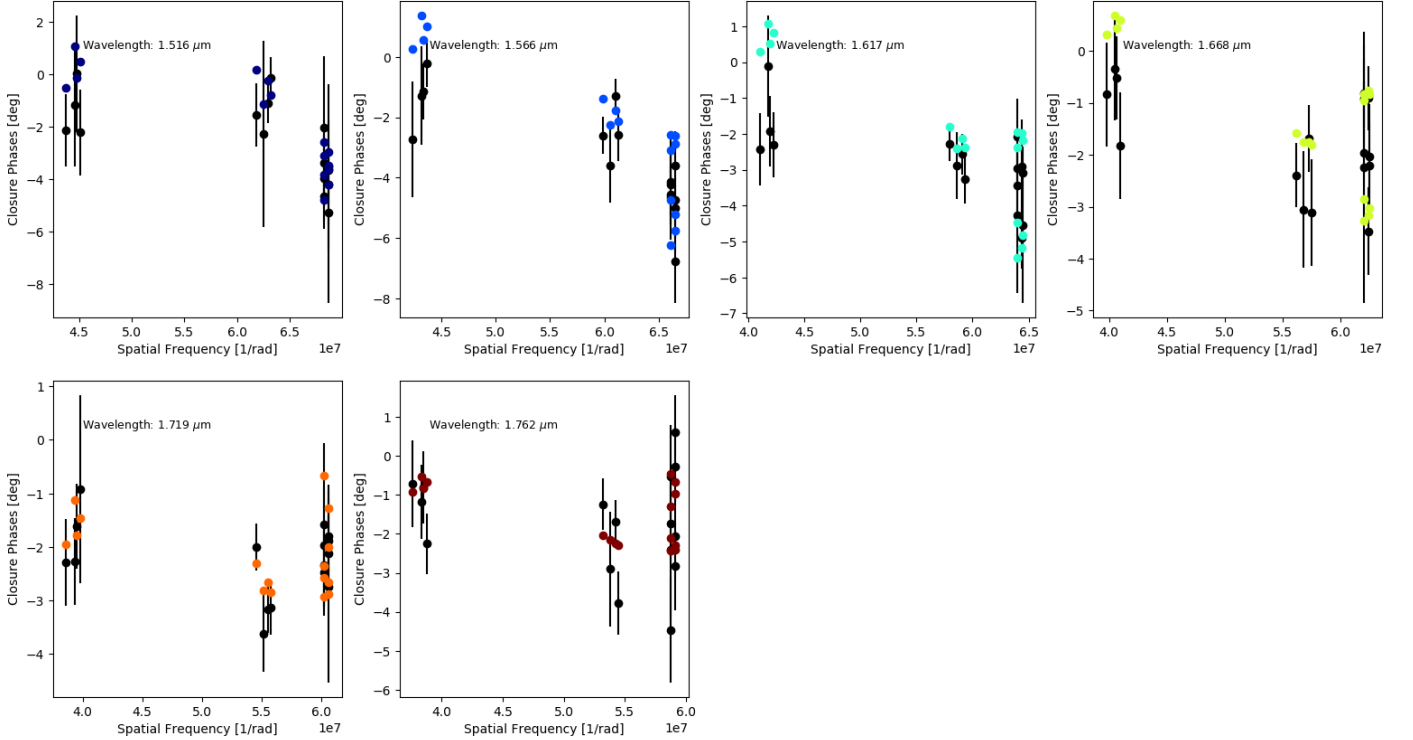 Closure Phases [deg]
2
0
−2
−4
−6
−8
Wavelength: 1.516 μm
4.5
5.0
5.5
6.0
6.5
1e7
Spatial Frequency [1/rad]
Closure Phases [deg]
0
−2
−4
−6
−8
Wavelength: 1.566 μm
4.5
5.0
5.5
6.0
6.5
1e7
Spatial Frequency [1/rad]
Closure Phases [deg]
1
0
−1
−2
−3
−4
−5
−6
−7
Wavelength: 1.617 μm
4.0
4.5
5.0
5.5
6.0
6.5
1e7
Spatial Frequency [1/rad]
Closure Phases [deg]
0
−1
−2
−3
−4
−5
Wavelength: 1.668 μm
4.0
4.5
5.0
5.5
6.0
1e7
Spatial Frequency [1/rad]
Closure Phases [deg]
1
0
−1
−2
−3
−4
Wavelength: 1.719 μm
4.0
4.5
5.0
5.5
6.0
1e7
Spatial Frequency [1/rad]
Closure Phases [deg]
1
0
−1
−2
−3
−4
−5
−6
Wavelength: 1.762 μm
4.0
4.5
5.0
5.5
6.0
1e7
Spatial Frequency [1/rad]